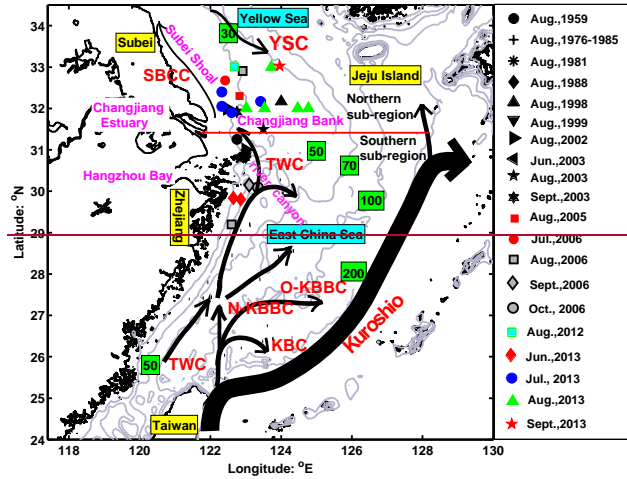 34
33
32
31
30
29
28
27
26
25
24
Latitude: °N
118
120
122
124
126
128
130
Longitude: °E
Yellow Sea
30
YSC
Subei
Subei Shoal
SBCC
Jeju Island
Northern
sub-region
Changjiang
Estuary
Changjiang Bank
Southern
sub-region
50
70
100
TWC
Hangzhou Bay
Zhejiang
East China Sea
200
O-KBBC
N-KBBC
KBC
Kuroshio
50
TWC
Taiwan
Aug.,1959
Aug.,1976-1985
Aug.,1981
Aug.,1988
Aug.,1998
Aug.,1999
Aug.,2002
Jun.,2003
Aug.,2003
Sept.,2003
Aug.,2005
Jul.,2006
Aug.,2006
Sept.,2006
Oct., 2006
Aug.,2012
Jun.,2013
Jul., 2013
Aug.,2013
Sept.,2013